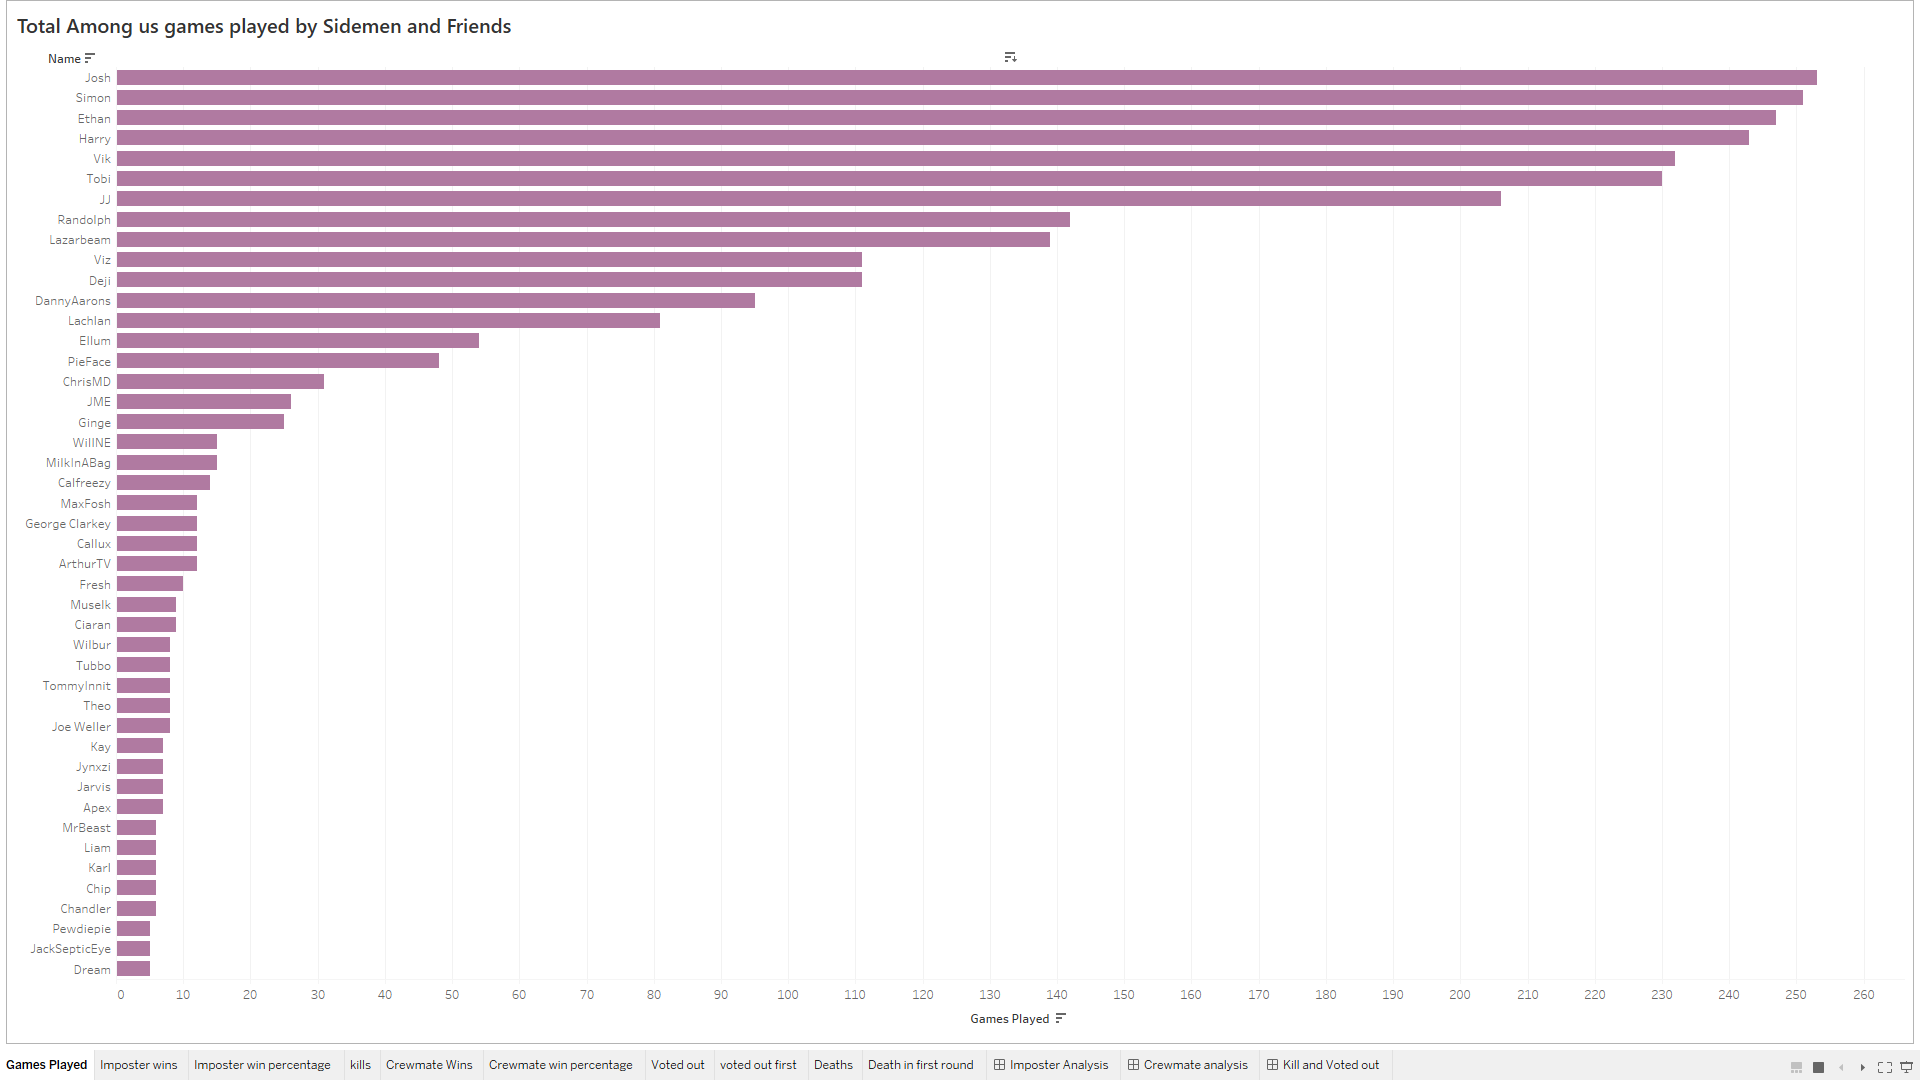 Total Among us games played by Sidemen and Friends
Name
Josh
Simon
Ethan
Harry
Vik
Tobi
JJ
Randolph
Lazarbeam
Viz
Deji
DannyAarons
Lachlan
Ellum
PieFace
ChrisMD
JME
Ginge
WillNE
MilkInABag
Calfreezy
MaxFosh
George Clarkey
Callux
ArthurTV
Fresh
Muselk
Ciaran
Wilbur
Tubbo
TommyInnit
Theo
Joe Weller
Kay
Jynxzi
Jarvis
Apex
MrBeast
Liam
Karl
Chip
Chandler
Pewdiepie
JackSepticEye
Dream
0 10 20 30 40 50 60 70 80 90 100 110 120 130 140 150 160 170 180 190 200 210 220 230 240 250 260
Games Played
Games Played Imposter wins Imposter win percentage kills Crewmate Wins Crewmate win percentage Voted out voted out first Deaths Death in first round Imposter Analysis Crewmate analysis Kill and Voted out